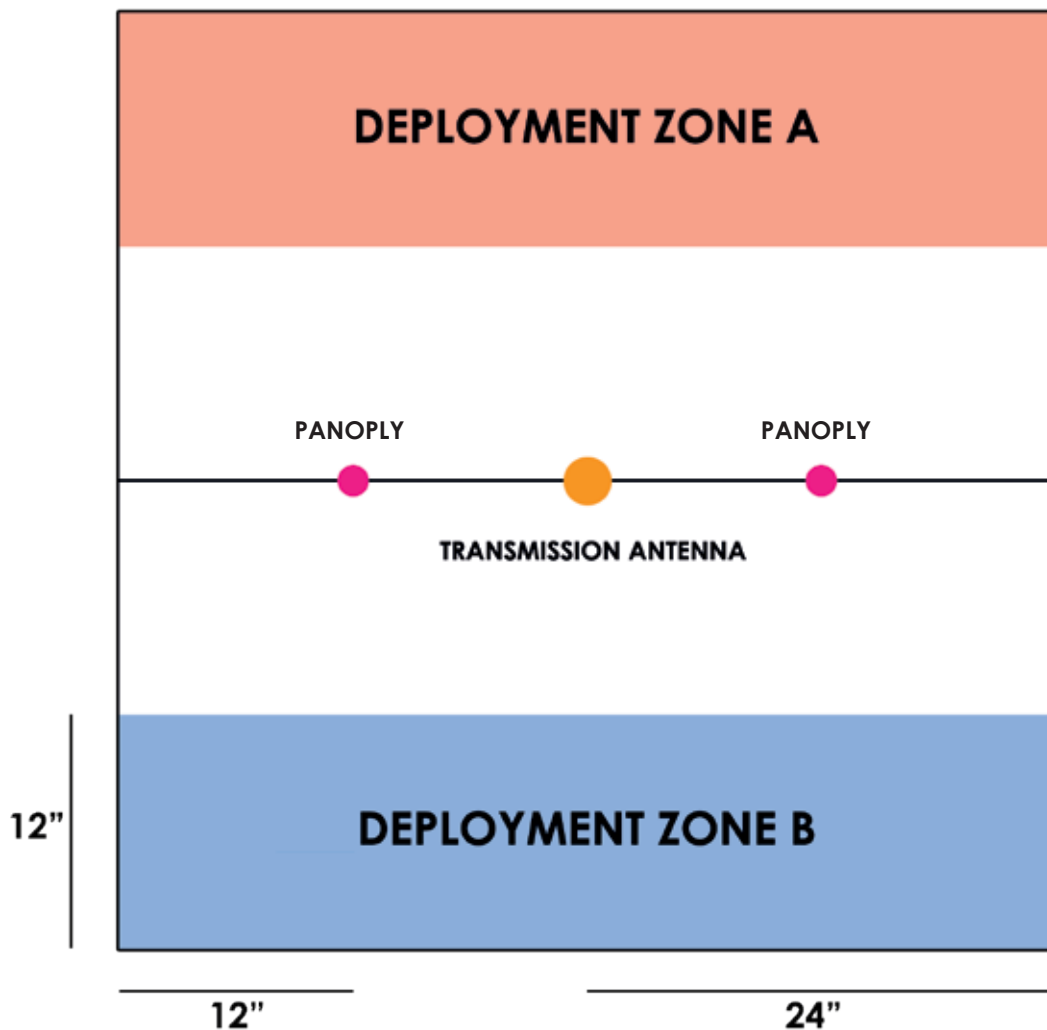 DEPLOYMENT ZONE A
PANOPLY
PANOPLY
TRANSMISSION ANTENNA
12”
DEPLOYMENT ZONE B
12”
24”